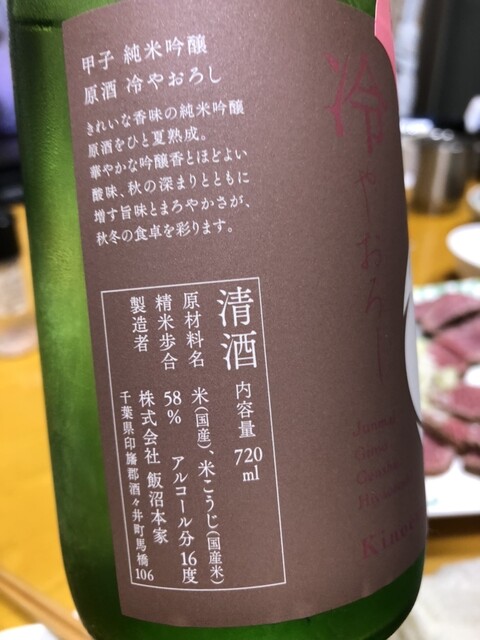 甲子 純米吟醸
原酒 冷やおろし
きれいな香味の純米吟醸
原酒をひと夏熟成。
華やかな吟醸香とほどよい
酸味、秋の深まりとともに
増す旨味とまろやかさが、
秋冬の食卓を彩ります。
清酒 内容量 720ml
原材料名 米(国産)、米こうじ(国産米)
精米歩合 58% アルコール分16度
製造者 株式会社 飯沼本家
千葉県印旛郡酒々井町馬橋106
冷やおろし